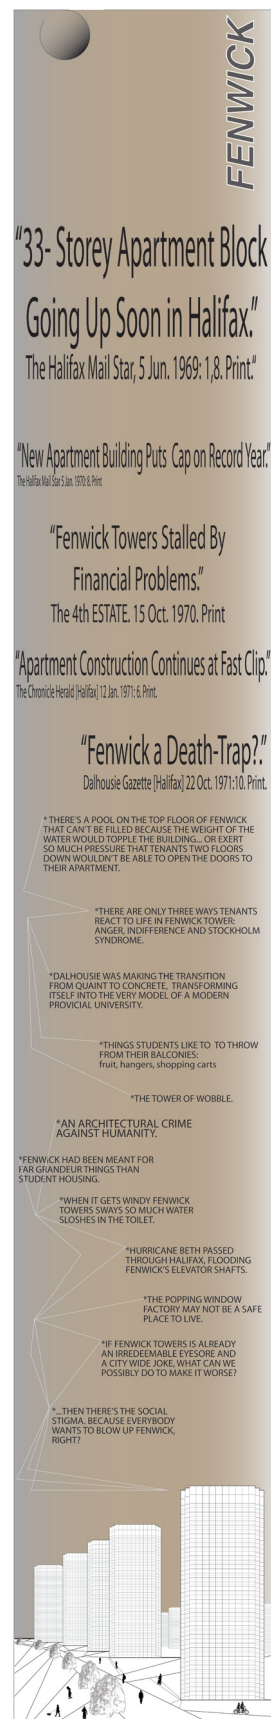 FENWICK
“33- Storey Apartment Block
Going Up Soon in Halifax.”
The Halifax Mail Star, 5 Jun. 1969: 1,8. Print.“
“New Apartment Building Puts Cap on Record Year.”
The Halifax Mail Star 5 Jan. 1970: 8. Print
“Fenwick Towers Stalled By
Financial Problems.”
The 4th ESTATE. 15 Oct. 1970. Print
“Apartment Construction Continues at Fast Clip.”
The Chronicle Herald [Halifax] 12 Jan. 1971: 6. Print.
“Fenwick a Death-Trap?.”
Dalhousie Gazette [Halifax] 22 Oct. 1971:10. Print.
* THERE'S A POOL ON THE TOP FLOOR OF FENWICK
THAT CAN'T BE FILLED BECAUSE THE WEIGHT OF THE
WATER WOULD TOPPLE THE BUILDING... OR EXERT
SO MUCH PRESSURE THAT TENANTS TWO FLOORS
DOWN WOULDN'T BE ABLE TO OPEN THE DOORS TO
THEIR APARTMENT.
*THERE ARE ONLY THREE WAYS TENANTS
REACT TO LIFE IN FENWICK TOWER:
ANGER, INDIFFERENCE AND STOCKHOLM
SYNDROME.
*DALHOUSIE WAS MAKING THE TRANSITION
FROM QUAINT TO CONCRETE, TRANSFORMING
ITSELF INTO THE VERY MODEL OF A MODERN
PROVICIAL UNIVERSITY.
*THINGS STUDENTS LIKE TO TO THROW
FROM THEIR BALCONIES:
fruit, hangers, shopping carts
*THE TOWER OF WOBBLE.
*AN ARCHITECTURAL CRIME
AGAINST HUMANITY.
*FENWICK HAD BEEN MEANT FOR
FAR GRANDEUR THINGS THAN
STUDENT HOUSING.
*WHEN IT GETS WINDY FENWICK
TOWERS SWAYS SO MUCH WATER
SLOSHES IN THE TOILET.
*HURRICANE BETH PASSED
THROUGH HALIFAX, FLOODING
FENWICK'S ELEVATOR SHAFTS.
*THE POPPING WINDOW
FACTORY MAY NOT BE A SAFE
PLACE TO LIVE.
*IF FENWICK TOWERS IS ALREADY
AN IRREDEEMABLE EYESORE AND
A CITY WIDE JOKE, WHAT CAN WE
POSSIBLY DO TO MAKE IT WORSE?
*...THEN THERE'S THE SOCIAL
STIGMA. BECAUSE EVERYBODY
WANTS TO BLOW UP FENWICK,
RIGHT?